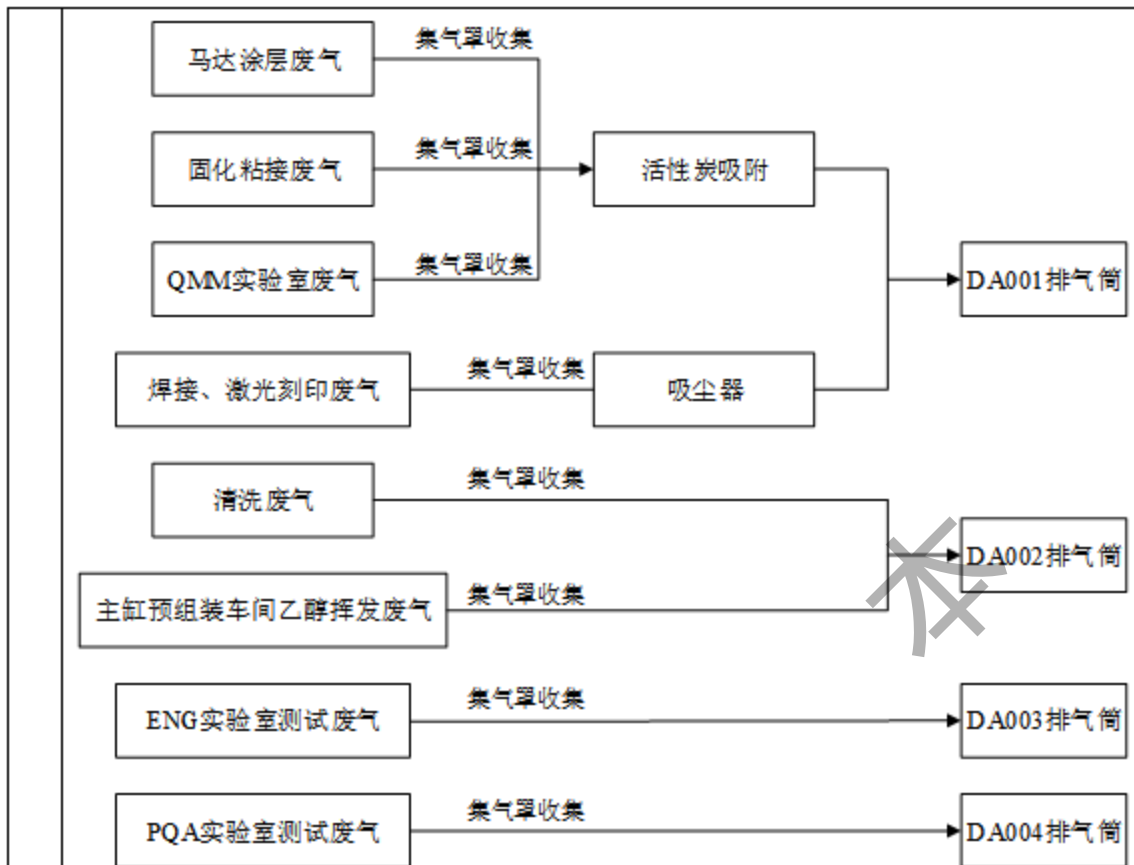 马达涂层废气
集气罩收集
固化粘接废气
集气罩收集
活性炭吸附
QMM实验室废气
集气罩收集
DA001排气筒
焊接、激光刻印废气
集气罩收集
吸尘器
清洗废气
集气罩收集
DA002排气筒
主缸预组装车间乙醇挥发废气
集气罩收集
本
ENG实验室测试废气
集气罩收集
DA003排气筒
PQA实验室测试废气
集气罩收集
DA004排气筒